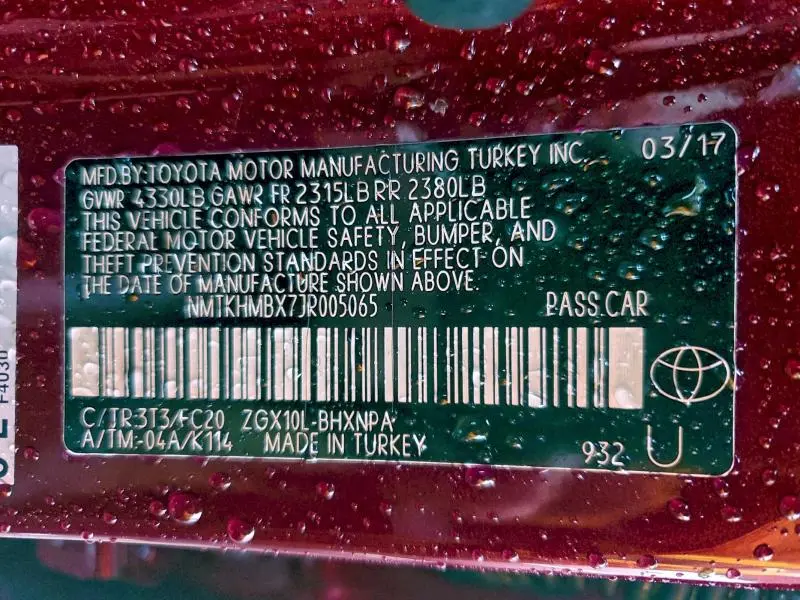 MFD.BY:TOYOTA MOTOR MANUFACTURING TURKEY INC. 03/17
GVWR 4330LB GAWR FR 2315LB RR 2380LB
THIS VEHICLE CONFORMS TO ALL APPLICABLE
FEDERAL MOTOR VEHICLE SAFETY, BUMPER, AND
THEFT PREVENTION STANDARDS IN EFFECT ON
THE DATE OF MANUFACTURE SHOWN ABOVE.
NMTKHMBX7JR005065 PASS.CAR
C/TR:3T3/FC20 ZGX10L-BHXNPA
A/TM:-04A/K114 MADE IN TURKEY 932 U